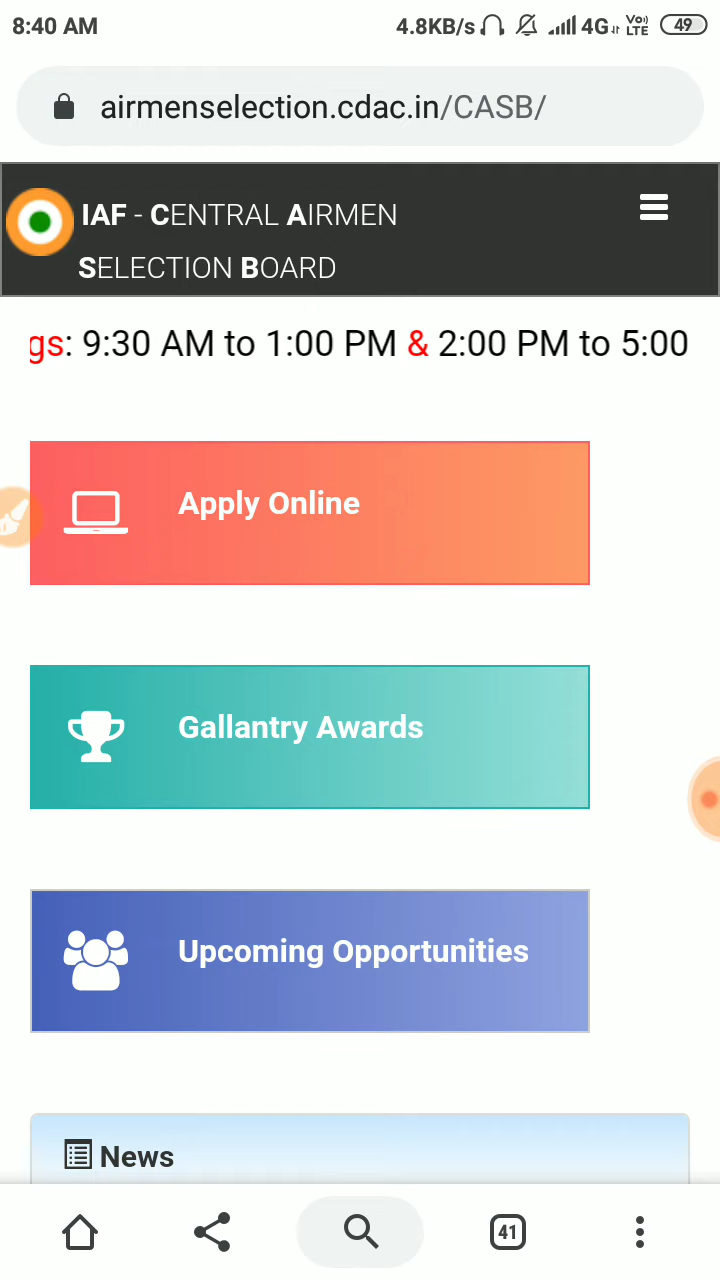 8:40 AM 4.8KB/s 4G Vo) LTE 49
airmenselection.cdac.in/CASB/
IAF - CENTRAL AIRMEN
SELECTION BOARD
gs: 9:30 AM to 1:00 PM & 2:00 PM to 5:00
Apply Online
Gallantry Awards
Upcoming Opportunities
News
41